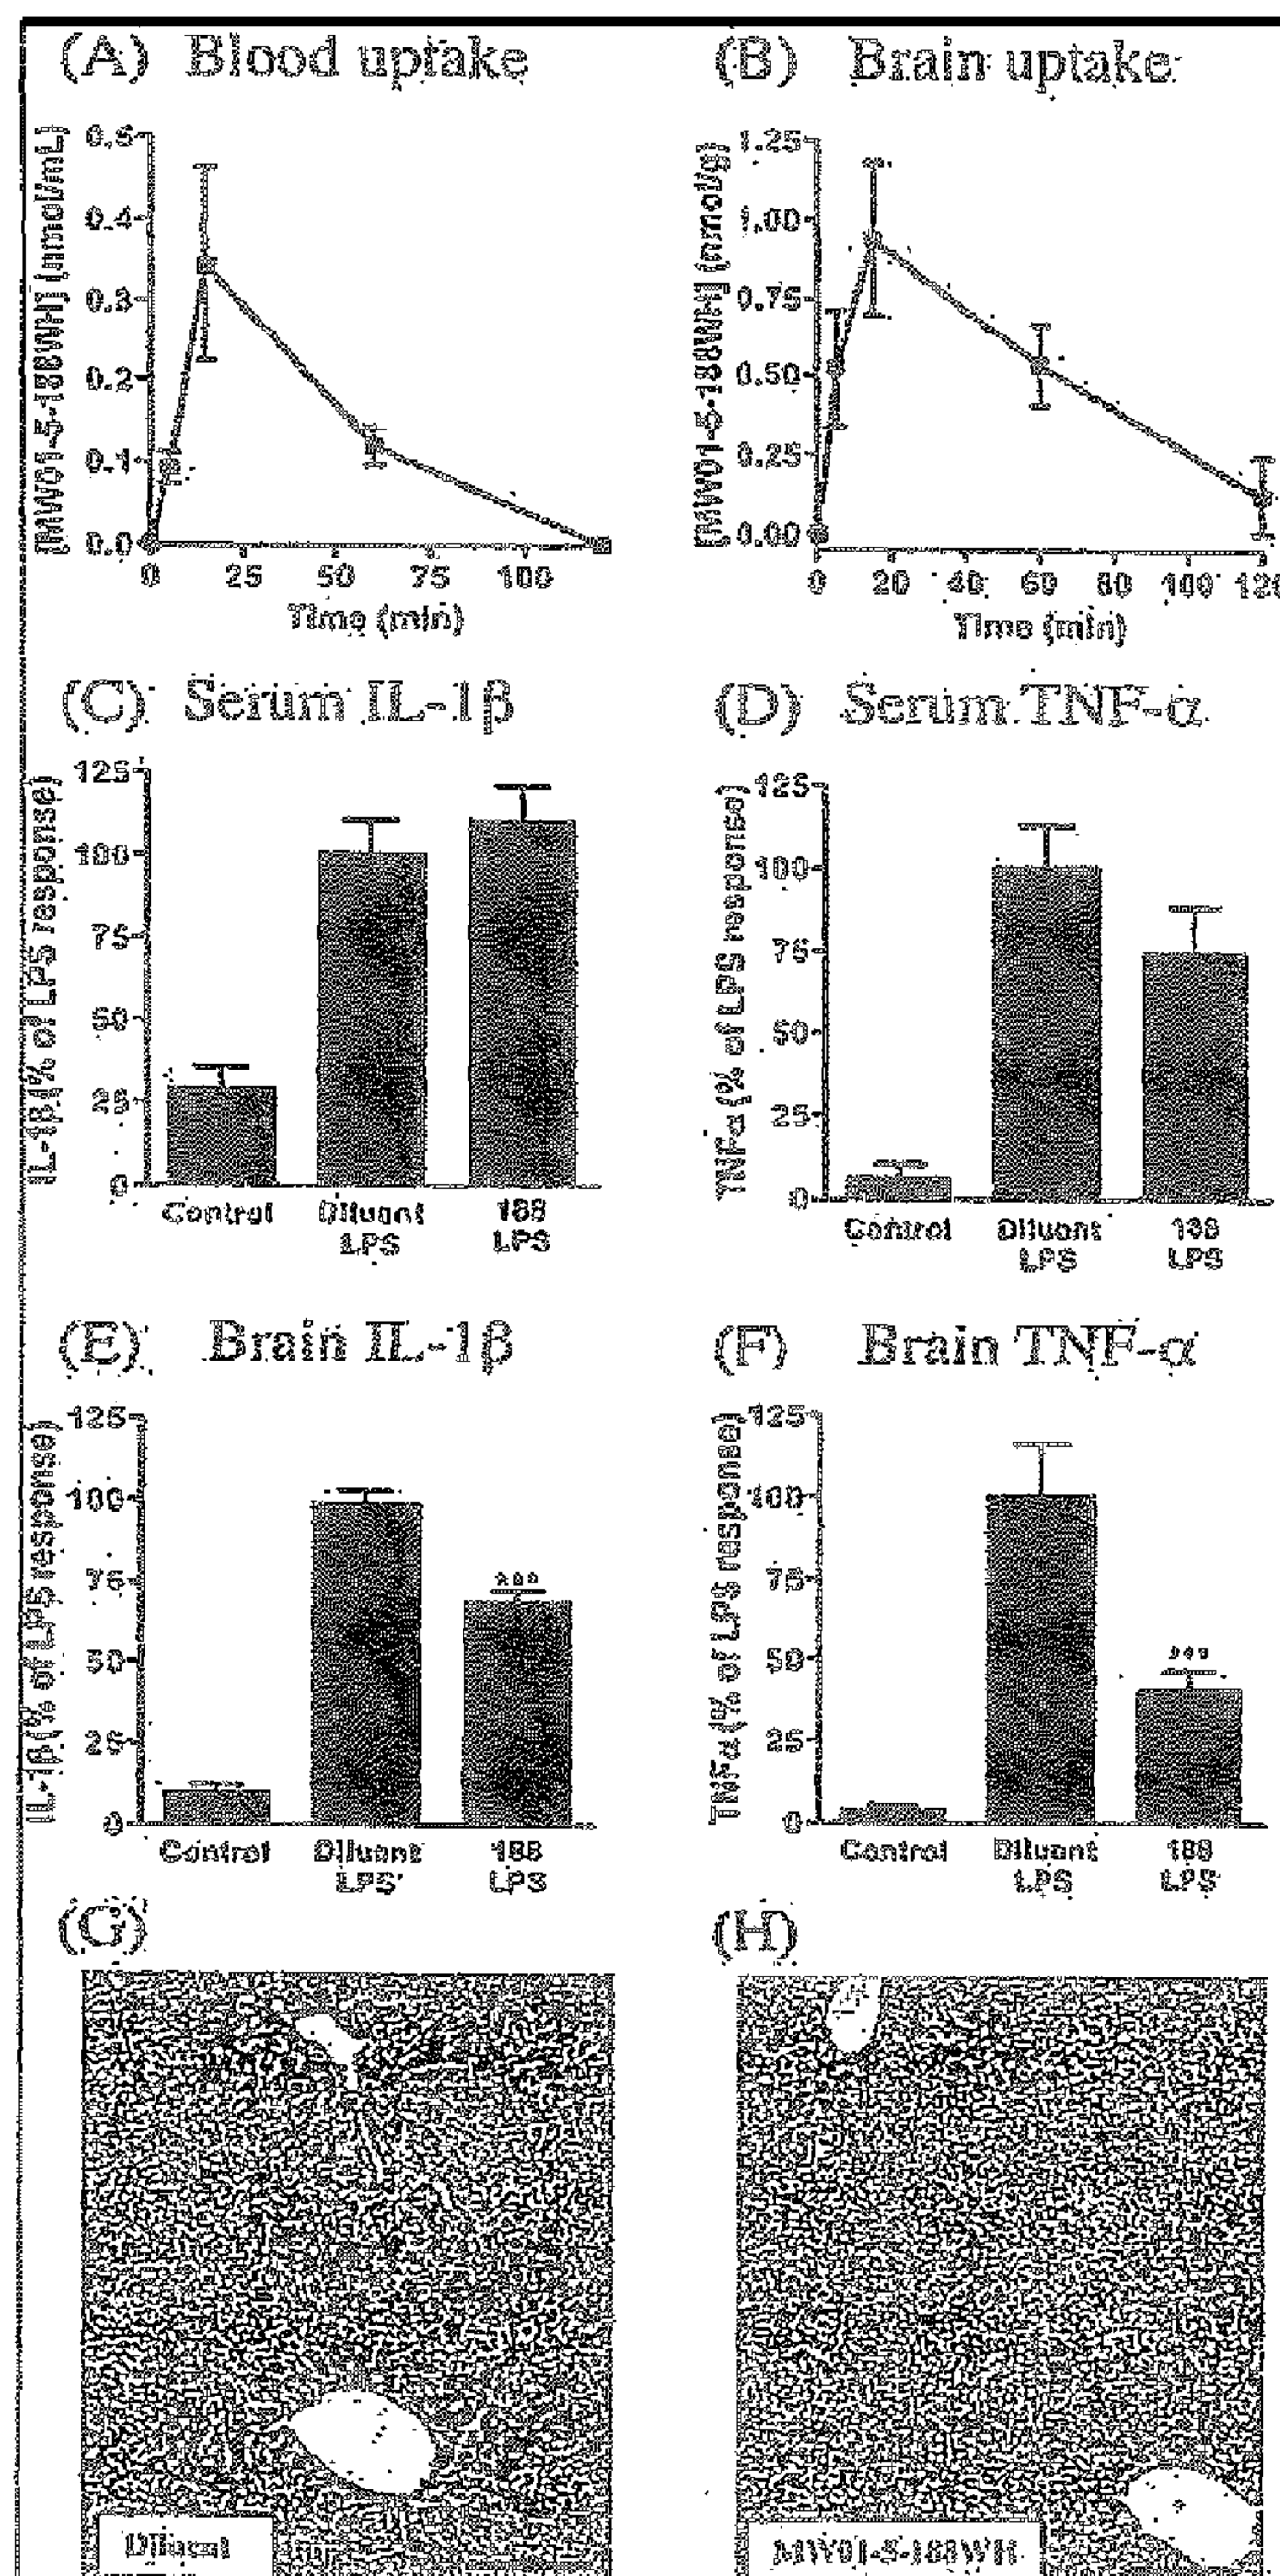 (A) Blood uptake
[MW01-5-188WH] (nmol/mL)
0.5
0.4
0.3
0.2
0.1
0.0
0 25 50 75 100
Time (min)
(B) Brain uptake
[MW01-5-188WH] (nmol/g)
1.25
1.00
0.75
0.50
0.25
0.00
0 20 40 60 80 100 120
Time (min)
(C) Serum IL-1β
IL-1β (% of LPS response)
125
100
75
50
25
0
Control Diluent 188
LPS LPS
(D) Serum TNF-α
TNFα (% of LPS response)
125
100
75
50
25
0
Control Diluent 188
LPS LPS
(E) Brain IL-1β
IL-1β (% of LPS response)
125
100
75
50
25
0
***
Control Diluent 188
LPS LPS
(F) Brain TNF-α
TNFα (% of LPS response)
125
100
75
50
25
0
***
Control Diluent 188
LPS LPS
(G)
Diluent
(H)
MW01-5-188WH